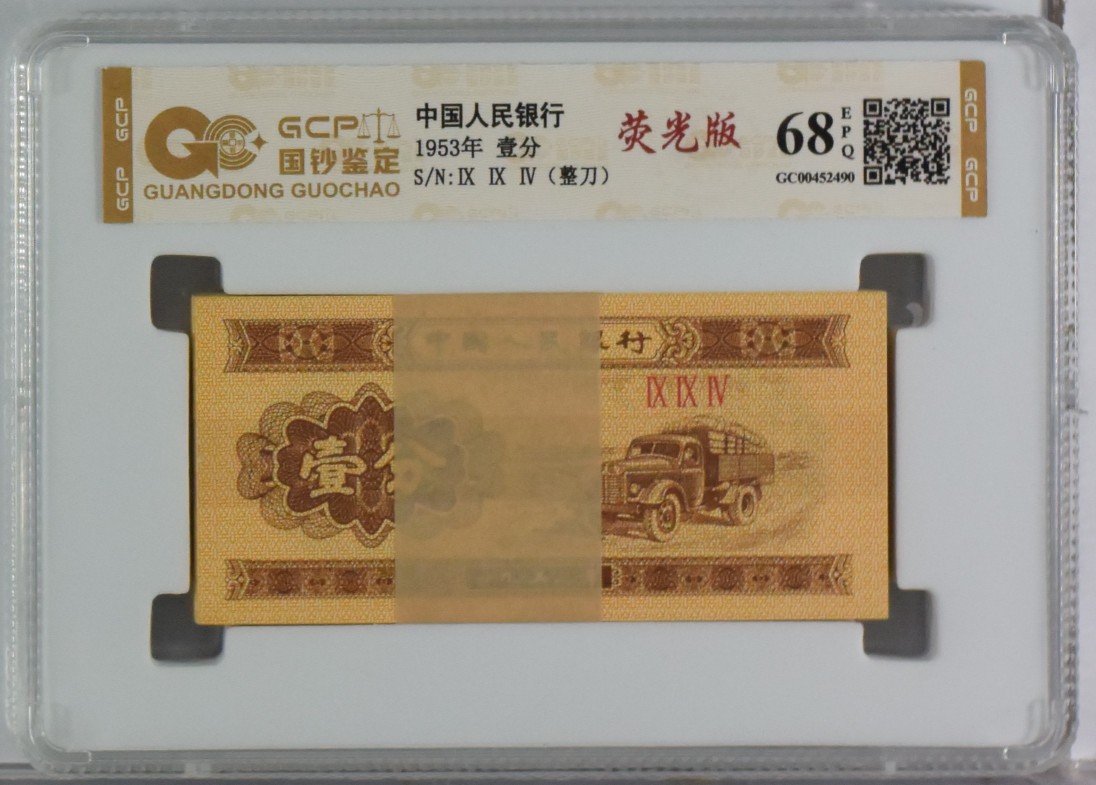 GCP
GCP
GCP
国钞鉴定
GUANGDONG GUOCHAO
中国人民银行
1953年 壹分
S/N:Ⅸ Ⅸ Ⅳ(整刀)
荧光版
68
EPQ
GC00452490
GCP
GCP
中国人民银行
ⅨⅨⅣ
壹分